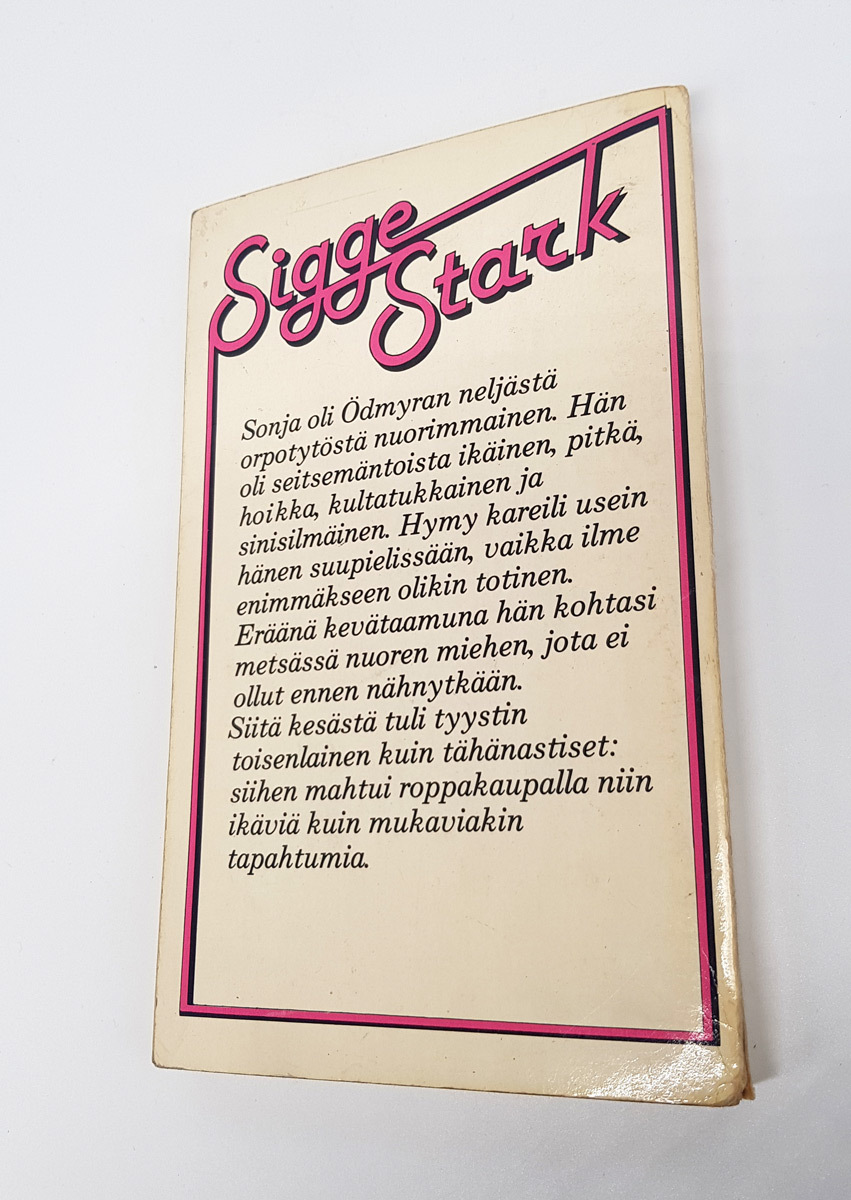 Sigge
Stark
Sonja oli Ödmyran neljästä
orpotytöstä nuorimmainen. Hän
oli seitsemäntoista ikäinen, pitkä,
hoikka, kultatukkainen ja
sinisilmäinen. Hymy kareili usein
hänen suupielissään, vaikka ilme
enimmäkseen olikin totinen.
Eräänä kevätaamuna hän kohtasi
metsässä nuoren miehen, jota ei
ollut ennen nähnytkään.
Siitä kesästä tuli tyystin
toisenlainen kuin tähänastiset:
siihen mahtui roppakaupalla niin
ikäviä kuin mukaviakin
tapahtumia.